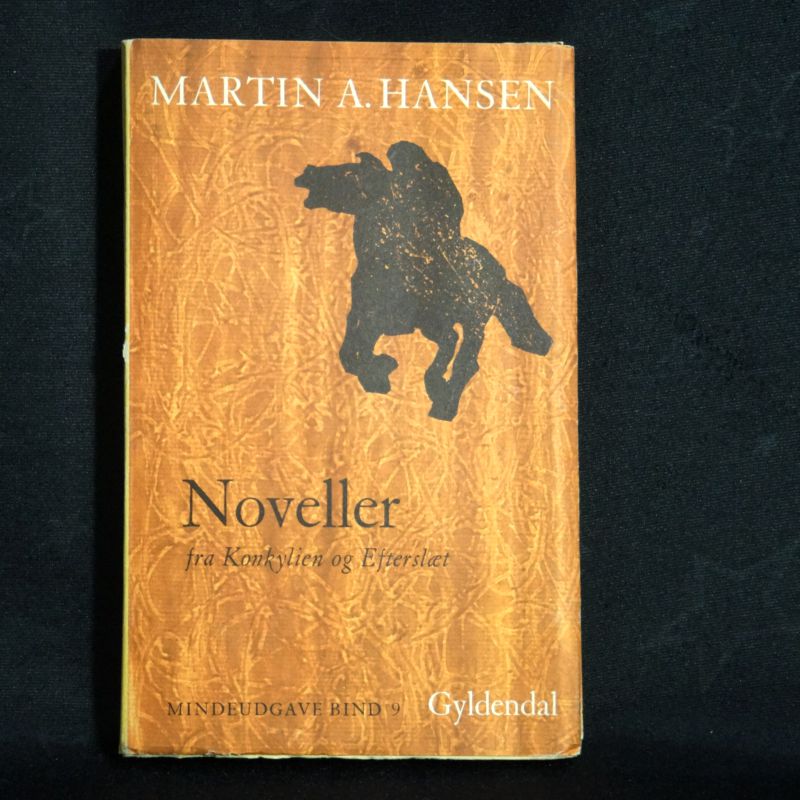 MARTIN A. HANSEN
Noveller
fra Konkylien og Efterslæt
MINDEUDGAVE BIND 9 Gyldendal